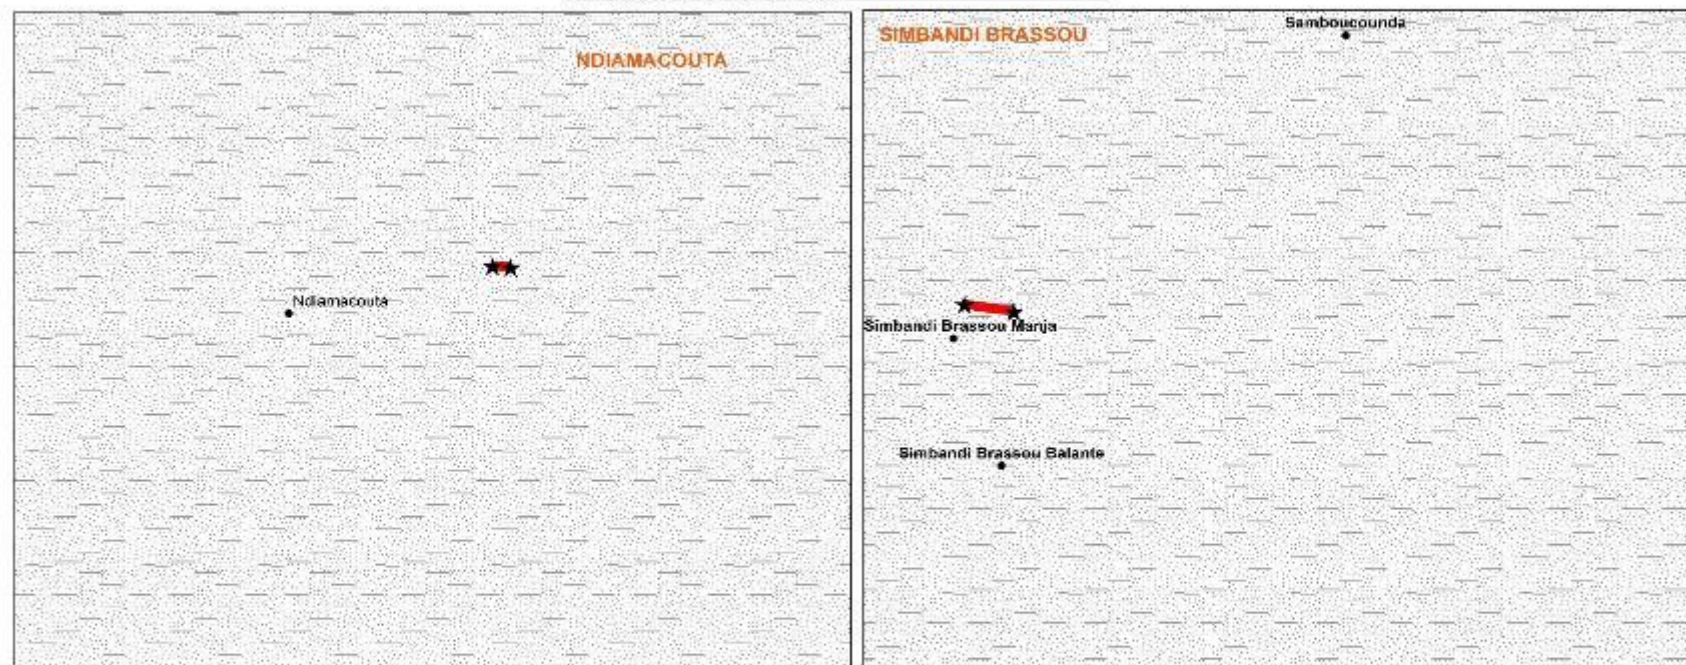 NDIAMACOUTA
Ndiamacouta
SIMBANDI BRASSOU
Samboucounda
Simbandi Brassou Manja
Simbandi Brassou Balante